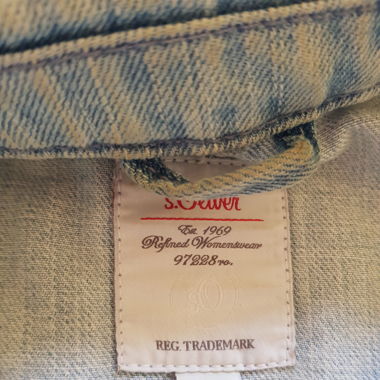 s.Oliver
Est. 1969
Refined Womenswear
97228 ro.
REG. TRADEMARK